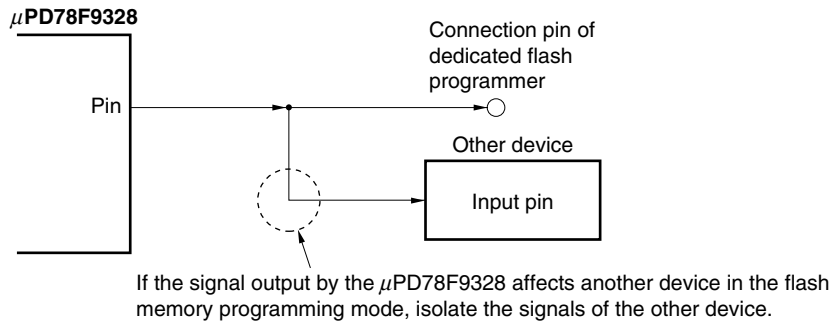 μPD78F9328
Connection pin of
dedicated flash
programmer
Pin
Other device
Input pin
If the signal output by the μPD78F9328 affects another device in the flash
memory programming mode, isolate the signals of the other device.